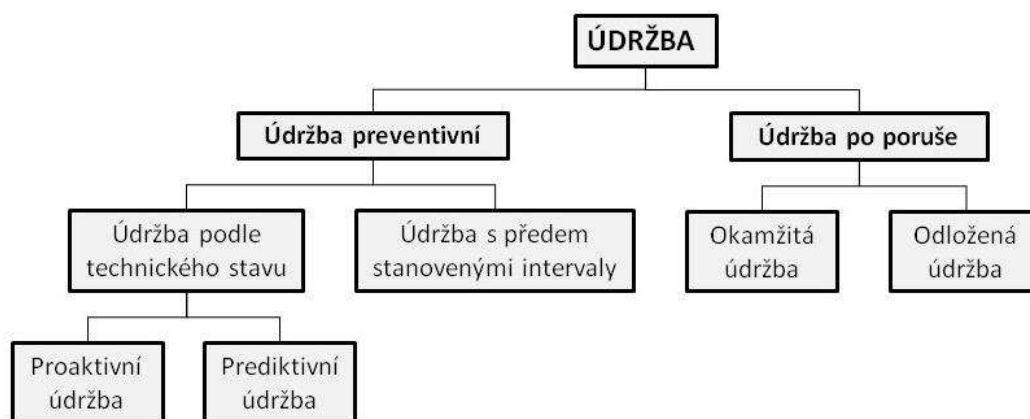 ÚDRŽBA
Údržba preventivní
Údržba po poruše
Údržba podle
technického stavu
Údržba s předem
stanovenými intervaly
Okamžitá
údržba
Odložená
údržba
Proaktivní
údržba
Prediktivní
údržba